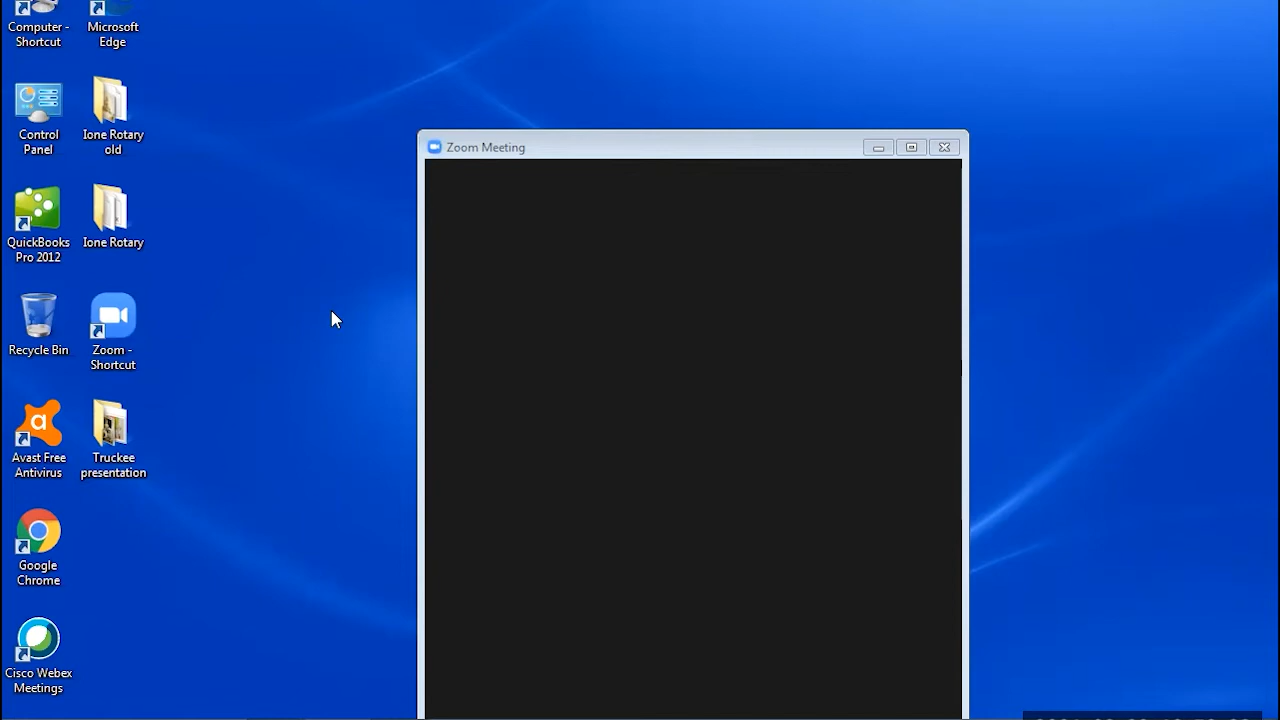 Computer -
Shortcut
Microsoft
Edge
Control
Panel
Ione Rotary
old
Zoom Meeting
QuickBooks
Pro 2012
Ione Rotary
Recycle Bin
Zoom -
Shortcut
Avast Free
Antivirus
Truckee
presentation
Google
Chrome
Cisco Webex
Meetings